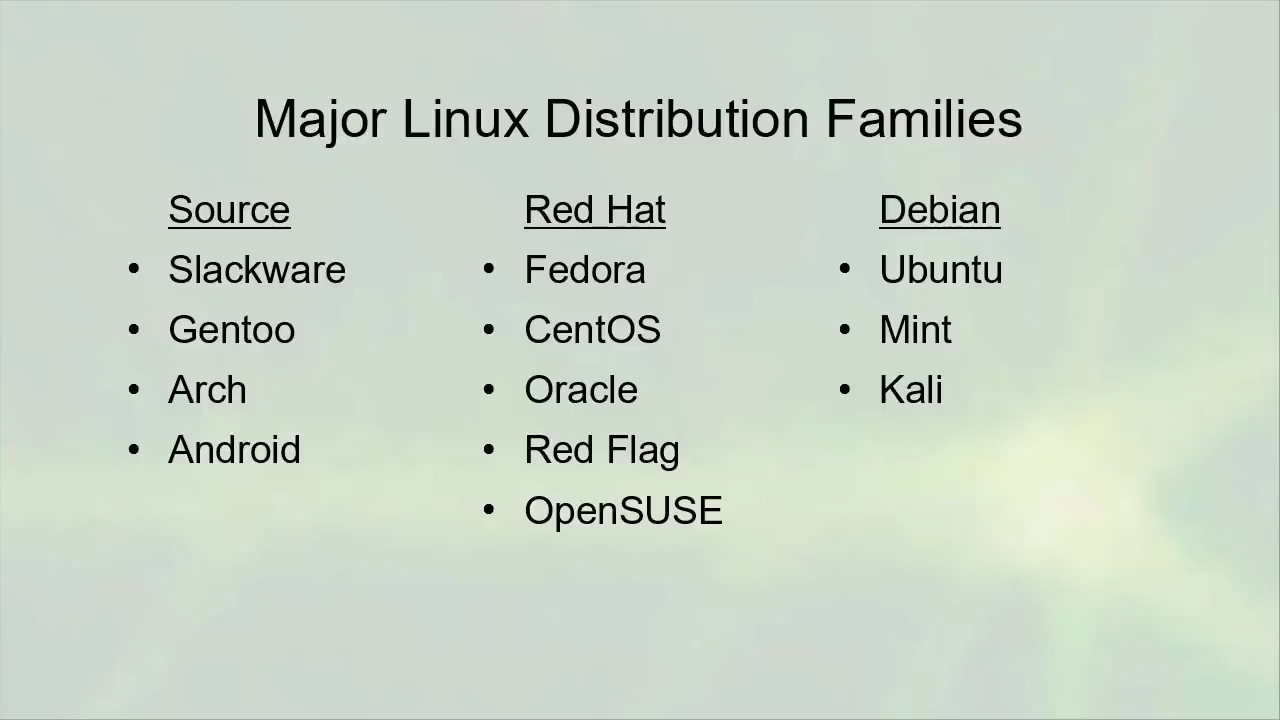 Major Linux Distribution Families
Source
• Slackware
• Gentoo
• Arch
• Android
Red Hat
• Fedora
• CentOS
• Oracle
• Red Flag
• OpenSUSE
Debian
• Ubuntu
• Mint
• Kali